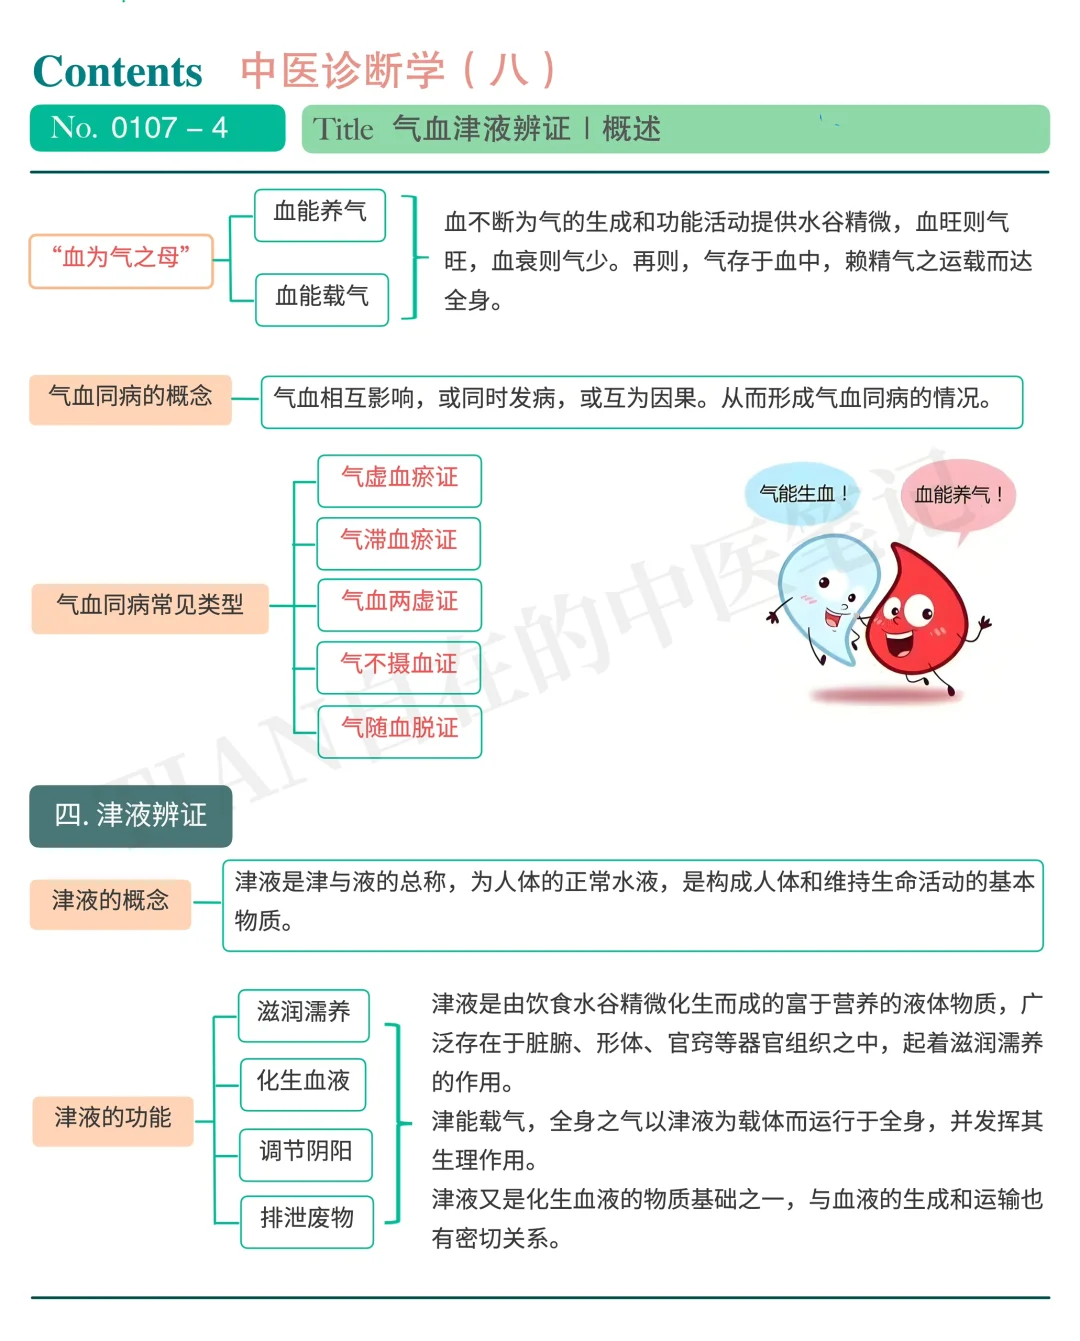 Contents 中医诊断学（八）
No. 0107 – 4
Title 气血津液辨证 | 概述
“血为气之母”
血能养气
血能载气
血不断为气的生成和功能活动提供水谷精微，血旺则气
旺，血衰则气少。再则，气存于血中，赖精气之运载而达
全身。
气血同病的概念
气血相互影响，或同时发病，或互为因果。从而形成气血同病的情况。
气血同病常见类型
气虚血瘀证
气滞血瘀证
气血两虚证
气不摄血证
气随血脱证
气能生血！
血能养气！
TIAN自在的中医笔记
四. 津液辨证
津液的概念
津液是津与液的总称，为人体的正常水液，是构成人体和维持生命活动的基本
物质。
津液的功能
滋润濡养
化生血液
调节阴阳
排泄废物
津液是由饮食水谷精微化生而成的富于营养的液体物质，广
泛存在于脏腑、形体、官窍等器官组织之中，起着滋润濡养
的作用。
津能载气，全身之气以津液为载体而运行于全身，并发挥其
生理作用。
津液又是化生血液的物质基础之一，与血液的生成和运输也
有密切关系。